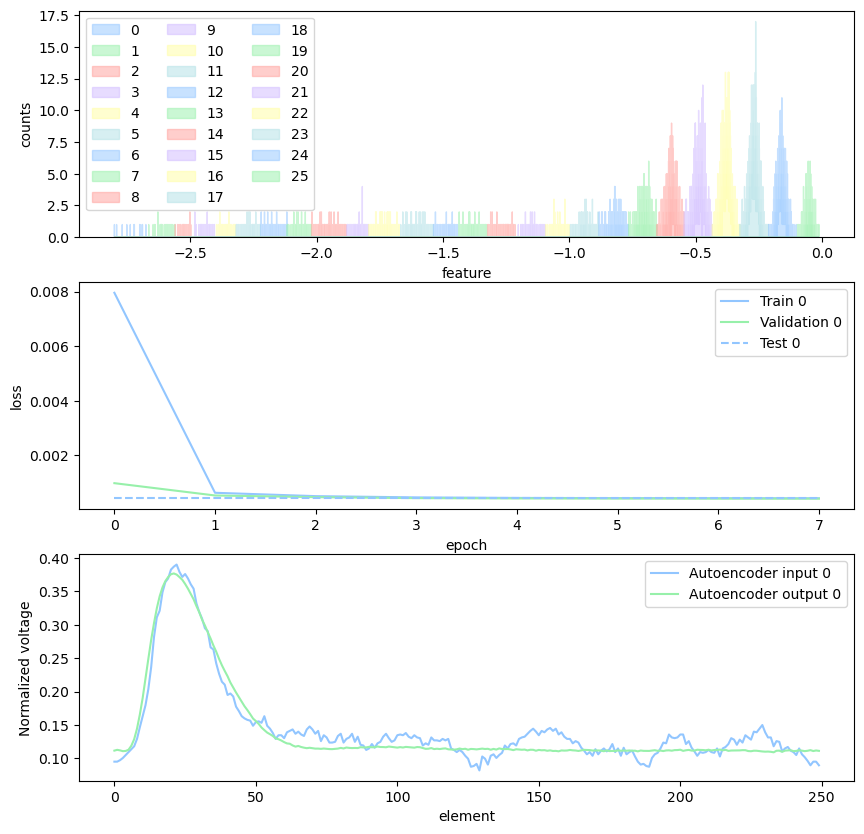 17.5
15.0
12.5
10.0
7.5
5.0
2.5
0.0
counts
0 9 18
1 10 19
2 11 20
3 12 21
4 13 22
5 14 23
6 15 24
7 16 25
8 17
−2.5 −2.0 −1.5 −1.0 −0.5 0.0
feature
0.008
0.006
0.004
0.002
loss
Train 0
Validation 0
Test 0
0 1 2 3 4 5 6 7
epoch
0.40
0.35
0.30
0.25
0.20
0.15
0.10
Normalized voltage
Autoencoder input 0
Autoencoder output 0
0 50 100 150 200 250
element